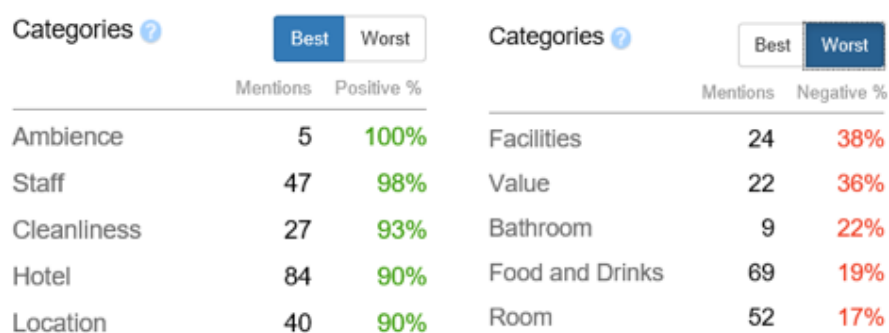 Categories ? Best Worst
Mentions Positive %
Ambience 5 100%
Staff 47 98%
Cleanliness 27 93%
Hotel 84 90%
Location 40 90%
Categories ? Best Worst
Mentions Negative %
Facilities 24 38%
Value 22 36%
Bathroom 9 22%
Food and Drinks 69 19%
Room 52 17%